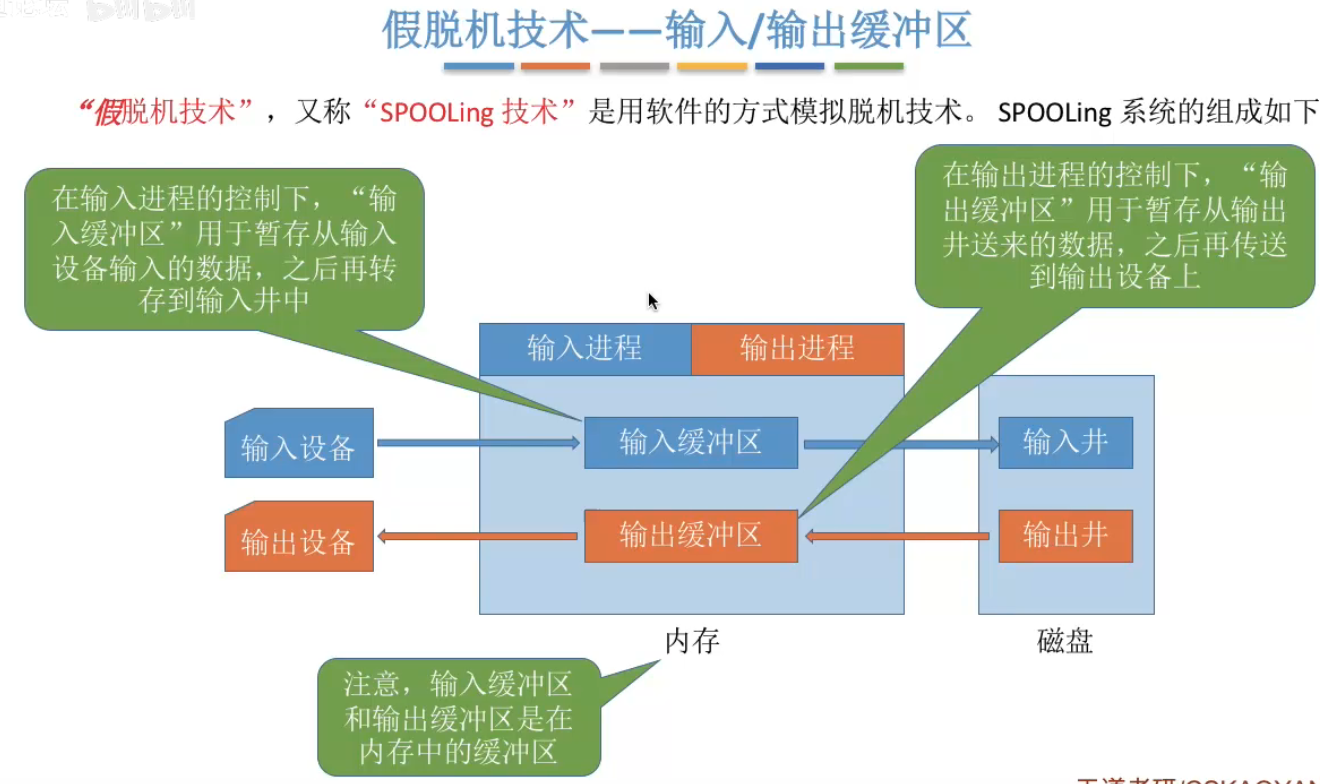 假脱机技术——输入/输出缓冲区
“假脱机技术”，又称“SPOOLing 技术”是用软件的方式模拟脱机技术。 SPOOLing 系统的组成如下
在输入进程的控制下，“输
入缓冲区”用于暂存从输入
设备输入的数据，之后再转
存到输入井中
在输出进程的控制下，“输
出缓冲区”用于暂存从输出
井送来的数据，之后再传送
到输出设备上
输入进程
输出进程
输入设备
输入缓冲区
输入井
输出设备
输出缓冲区
输出井
内存
磁盘
注意，输入缓冲区
和输出缓冲区是在
内存中的缓冲区